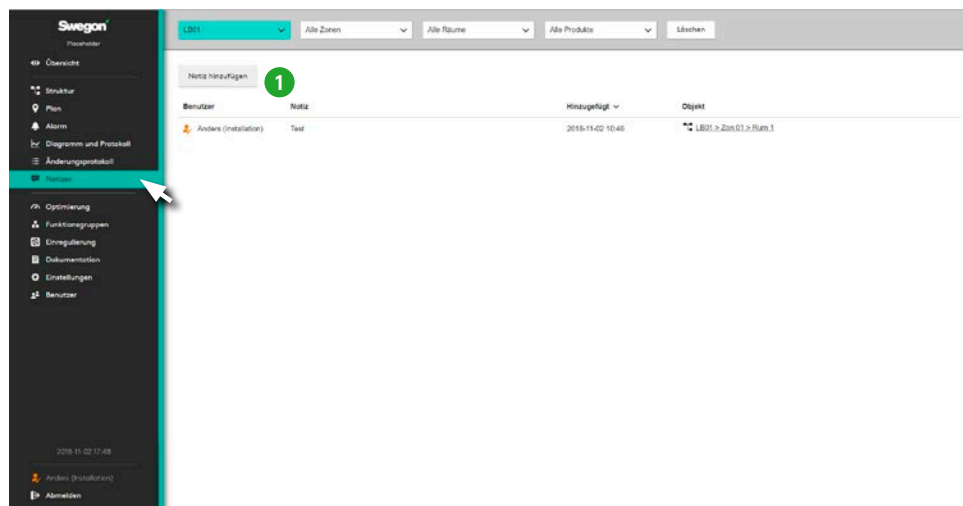 Swegon
Placeholder
Übersicht
Struktur
Plan
Alarm
Diagramm und Protokoll
Änderungsprotokoll
Notizen
Optimierung
Funktionsgruppen
Einregulierung
Dokumentation
Einstellungen
Benutzer
2018-11-02 17:48
Anders (Installation)
Abmelden
LB01 Alle Zonen Alle Räume Alle Produkte Löschen
Notiz hinzufügen 1
Benutzer Notiz Hinzugefügt Objekt
Anders (Installation) Test 2018-11-02 10:46 LB01 > Zon 01 > Rum 1